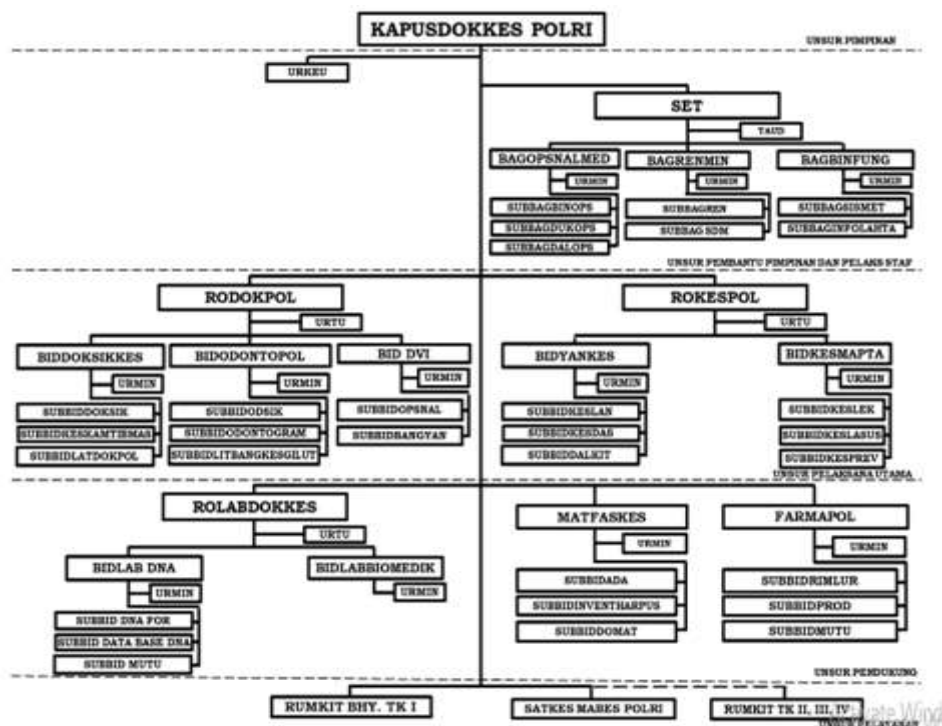 KAPUSDOKKES POLRI
UNSUR PIMPINAN
URKEU
SET
TAUD
BAGOPSNALMED
BAGRENMIN
BAGBINFUNG
URMIN
URMIN
URMIN
SUBBAGBINOPS
SUBBAGREN
SUBBAGSISMET
SUBBAGDUKOPS
SUBBAG SDM
SUBBAGINFOLAHTA
SUBBAGDALOPS
UNSUR PEMBANTU PIMPINAN DAN PELAKS STAF
RODOKPOL
ROKESPOL
URTU
URTU
BIDDOKSIKKES
BIDODONTOPOL
BID DVI
BIDYANKES
BIDKESMAPTA
URMIN
URMIN
URMIN
URMIN
URMIN
SUBBIDDOKSIK
SUBBIDODSIK
SUBBIDOPSNAL
SUBBIDKESLAN
SUBBIDKESLEK
SUBBIDKESKAMTIBMAS
SUBBIDODONTOGRAM
SUBBIDBANGYAN
SUBBIDKESDAS
SUBBIDKESLASUS
SUBBIDLATDOKPOL
SUBBIDLITBANGKESGILUT
SUBBIDDALKIT
SUBBIDKESPREV
UNSUR PELAKSANA UTAMA
ROLABDOKKES
MATFASKES
FARMAPOL
URTU
URMIN
URMIN
BIDLAB DNA
BIDLABBIOMEDIK
URMIN
URMIN
SUBBIDADA
SUBBIDRIMLUR
SUBBID DNA FOR
SUBBIDINVENTHARPUS
SUBBIDPROD
SUBBID DATA BASE DNA
SUBBIDDOMAT
SUBBIDMUTU
SUBBID MUTU
UNSUR PENDUKUNG
RUMKIT BHY. TK I
SATKES MABES POLRI
RUMKIT TK II, III, IV
UNSUR PELAYANAN